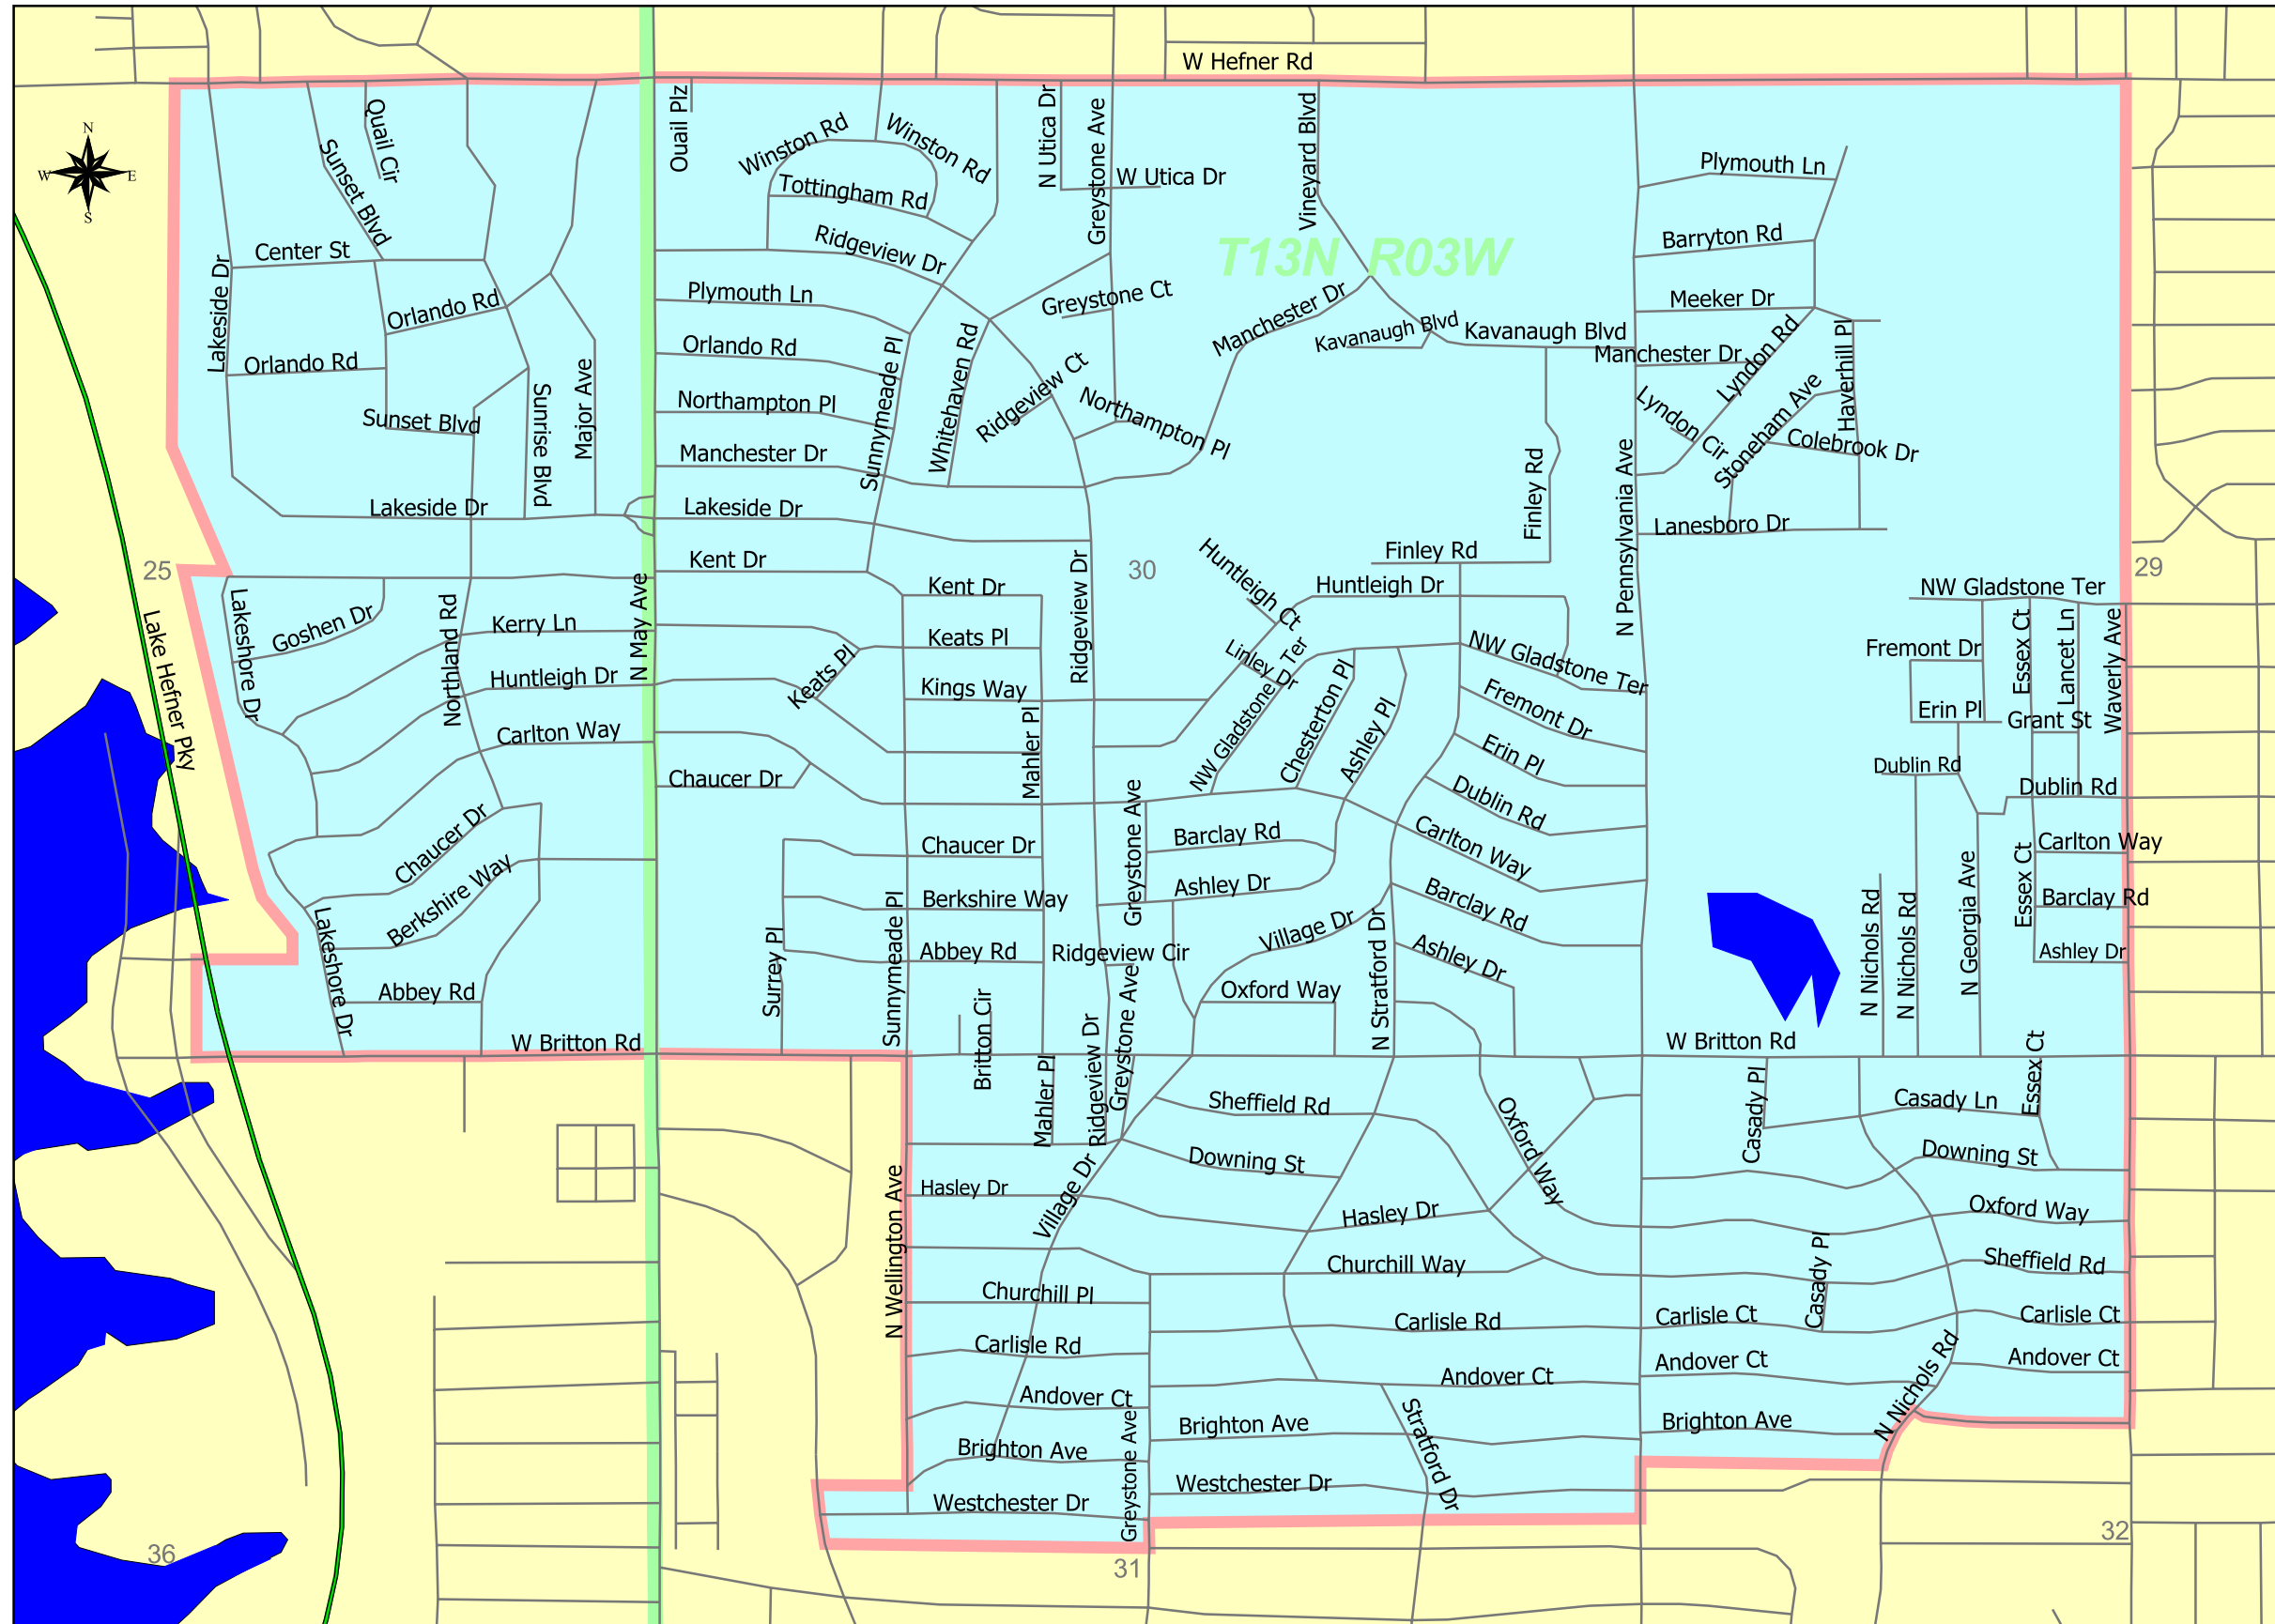 W Hefner Rd
N
W
E
S
Quail Cir
Sunset Blvd
Ouail Plz
Winston Rd
Winston Rd
N Utica Dr
Greystone Ave
W Utica Dr
Vineyard Blvd
Plymouth Ln
Tottingham Rd
Center St
Lakeside Dr
Ridgeview Dr
T13N R03W
Barryton Rd
Orlando Rd
Plymouth Ln
Greystone Ct
Manchester Dr
Kavanaugh Blvd
Kavanaugh Blvd
Meeker Dr
Manchester Dr
Lyndon Rd
Haverhill Pl
Orlando Rd
Orlando Rd
Sunset Blvd
Sunrise Blvd
Major Ave
Northampton Pl
Sunnymeade Pl
Whitehaven Rd
Ridgeview Ct
Northampton Pl
Lyndon Cir
Stoneham Ave
Colebrook Dr
Manchester Dr
Lakeside Dr
Lakeside Dr
Finley Rd
N Pennsylvania Ave
Lanesboro Dr
25
Kent Dr
30
Finley Rd
29
Lakeshore Dr
Goshen Dr
Northland Rd
Kerry Ln
N May Ave
Kent Dr
Ridgeview Dr
Huntleigh Ct
Huntleigh Dr
NW Gladstone Ter
Lake Hefner Pky
Keats Pl
Keats Pl
Linley Dr
NW Gladstone Ter
Chesterton Pl
NW Gladstone Ter
Fremont Dr
Essex Ct
Lancet Ln
Waverly Ave
Huntleigh Dr
Kings Way
Mahler Pl
Ashley Pl
Fremont Dr
Erin Pl
Grant St
Carlton Way
Erin Pl
Chaucer Dr
Greystone Ave
Dublin Rd
Dublin Rd
Dublin Rd
Chaucer Dr
Chaucer Dr
Barclay Rd
Carlton Way
Carlton Way
Berkshire Way
Berkshire Way
Ashley Dr
Barclay Rd
N Nichols Rd
N Nichols Rd
N Georgia Ave
Essex Ct
Barclay Rd
Lakeshore Dr
Surrey Pl
Sunnymeade Pl
Abbey Rd
Ridgeview Cir
Village Dr
N Stratford Dr
Ashley Dr
Ashley Dr
Abbey Rd
Oxford Way
W Britton Rd
Britton Cir
Mahler Pl
Ridgeview Dr
Greystone Ave
W Britton Rd
Essex Ct
Sheffield Rd
Oxford Way
Casady Pl
Casady Ln
Downing St
Downing St
N Wellington Ave
Hasley Dr
Village Dr
Hasley Dr
Oxford Way
Churchill Way
Casady Pl
Sheffield Rd
Churchill Pl
Carlisle Rd
Carlisle Rd
Carlisle Ct
Carlisle Ct
Andover Ct
Andover Ct
Andover Ct
Andover Ct
N Nichols Rd
Brighton Ave
Brighton Ave
Brighton Ave
Greystone Ave
Stratford Dr
Westchester Dr
Westchester Dr
36
31
32